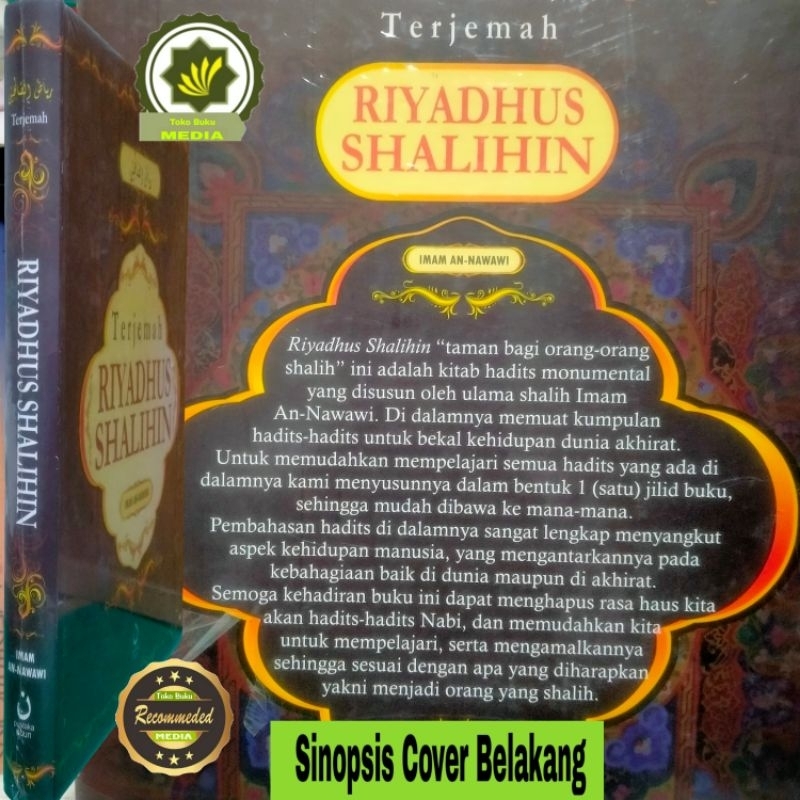 Terjemah
RIYADHUS
SHALIHIN
IMAM AN-NAWAWI
Riyadhus Shalihin “taman bagi orang-orang
shalih” ini adalah kitab hadits monumental
yang disusun oleh ulama shalih Imam
An-Nawawi. Di dalamnya memuat kumpulan
hadits-hadits untuk bekal kehidupan dunia akhirat.
Untuk memudahkan mempelajari semua hadits yang ada di
dalamnya kami menyusunnya dalam bentuk 1 (satu) jilid buku,
sehingga mudah dibawa ke mana-mana.
Pembahasan hadits di dalamnya sangat lengkap menyangkut
aspek kehidupan manusia, yang mengantarkannya pada
kebahagiaan baik di dunia maupun di akhirat.
Semoga kehadiran buku ini dapat menghapus rasa haus kita
akan hadits-hadits Nabi, dan memudahkan kita
untuk mempelajari, serta mengamalkannya
sehingga sesuai dengan apa yang diharapkan
yakni menjadi orang yang shalih.
Sinopsis Cover Belakang
Toko Buku
MEDIA
رياض الصالحين
Terjemah
RIYADHUS SHALIHIN
IMAM
AN-NAWAWI
Terjemah
RIYADHUS
SHALIHIN
Toko Buku
Recommeded
MEDIA